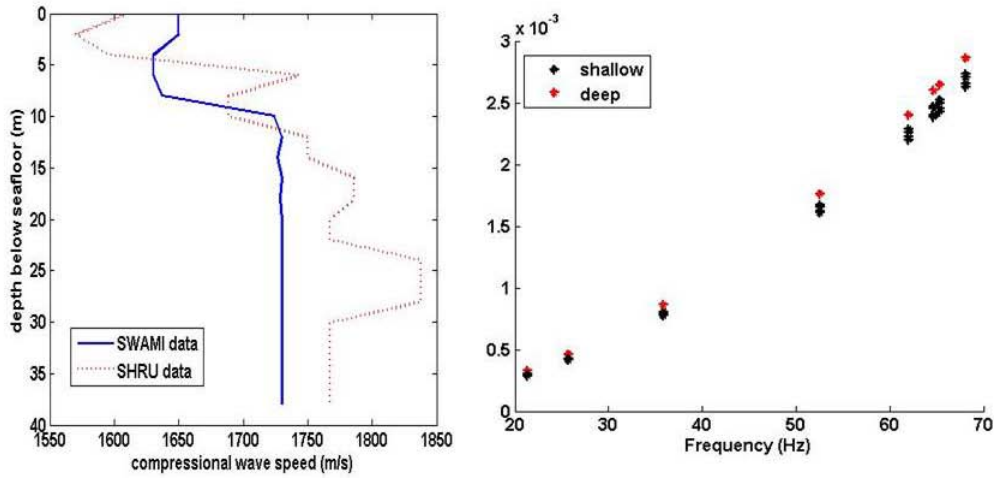 0
5
10
15
20
25
30
35
40
depth below seafloor (m)
SWAMI data
SHRU data
1550 1600 1650 1700 1750 1800 1850
compressional wave speed (m/s)
x 10⁻³
3
2.5
2
1.5
1
0.5
0
shallow
deep
20 30 40 50 60 70
Frequency (Hz)